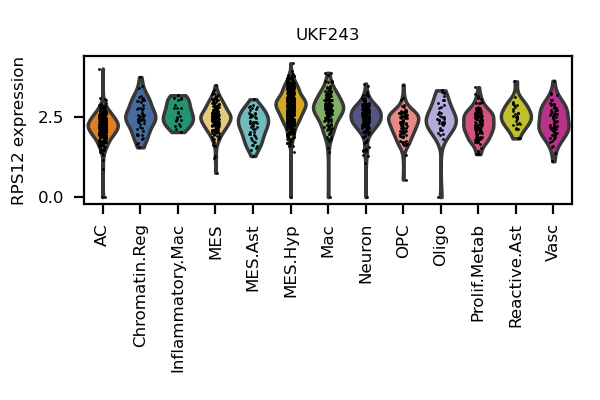 UKF243
RPS12 expression
2.5
0.0
AC
Chromatin.Reg
Inflammatory.Mac
MES
MES.Ast
MES.Hyp
Mac
Neuron
OPC
Oligo
Prolif.Metab
Reactive.Ast
Vasc